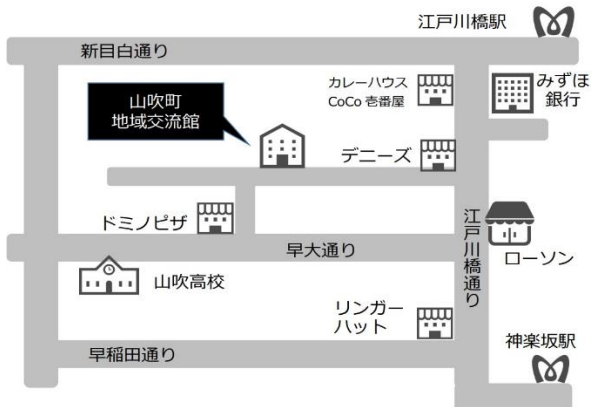 江戸川橋駅
新目白通り
カレーハウス
CoCo 壱番屋
みずほ
銀行
山吹町
地域交流館
デニーズ
ドミノピザ
江戸川橋通り
早大通り
ローソン
山吹高校
リンガー
ハット
神楽坂駅
早稲田通り